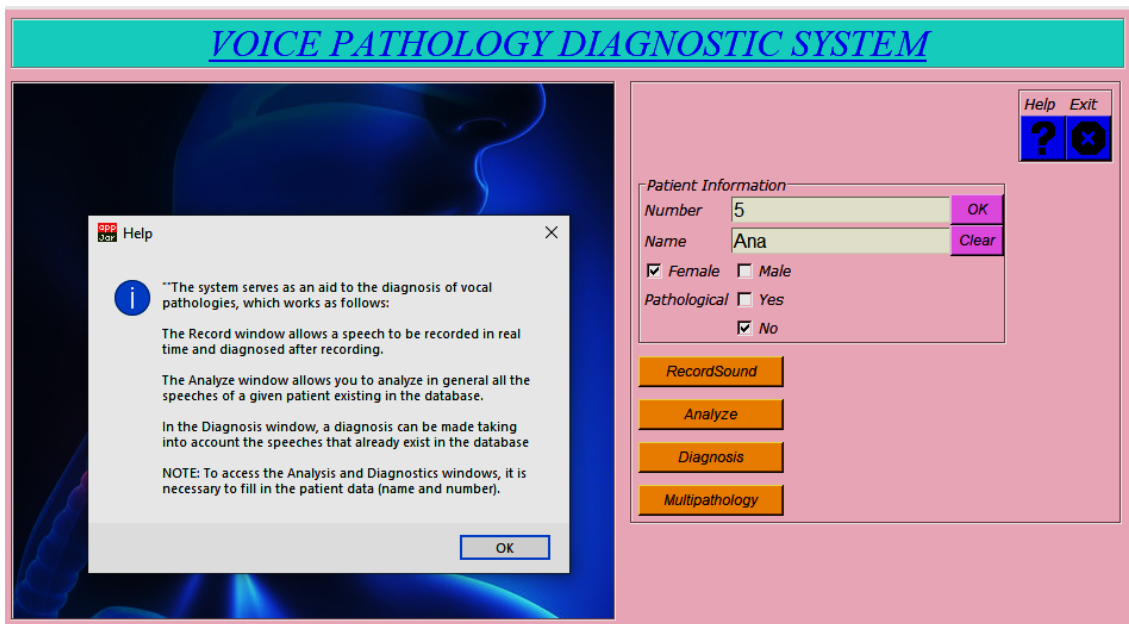 VOICE PATHOLOGY DIAGNOSTIC SYSTEM
Help Exit
?
Patient Information
Number 5 OK
Name Ana Clear
Female Male
Pathological Yes
No
RecordSound
Analyze
Diagnosis
Multipathology
app
Jar Help
i
""The system serves as an aid to the diagnosis of vocal
pathologies, which works as follows:
The Record window allows a speech to be recorded in real
time and diagnosed after recording.
The Analyze window allows you to analyze in general all the
speeches of a given patient existing in the database.
In the Diagnosis window, a diagnosis can be made taking
into account the speeches that already exist in the database
NOTE: To access the Analysis and Diagnostics windows, it is
necessary to fill in the patient data (name and number).
OK